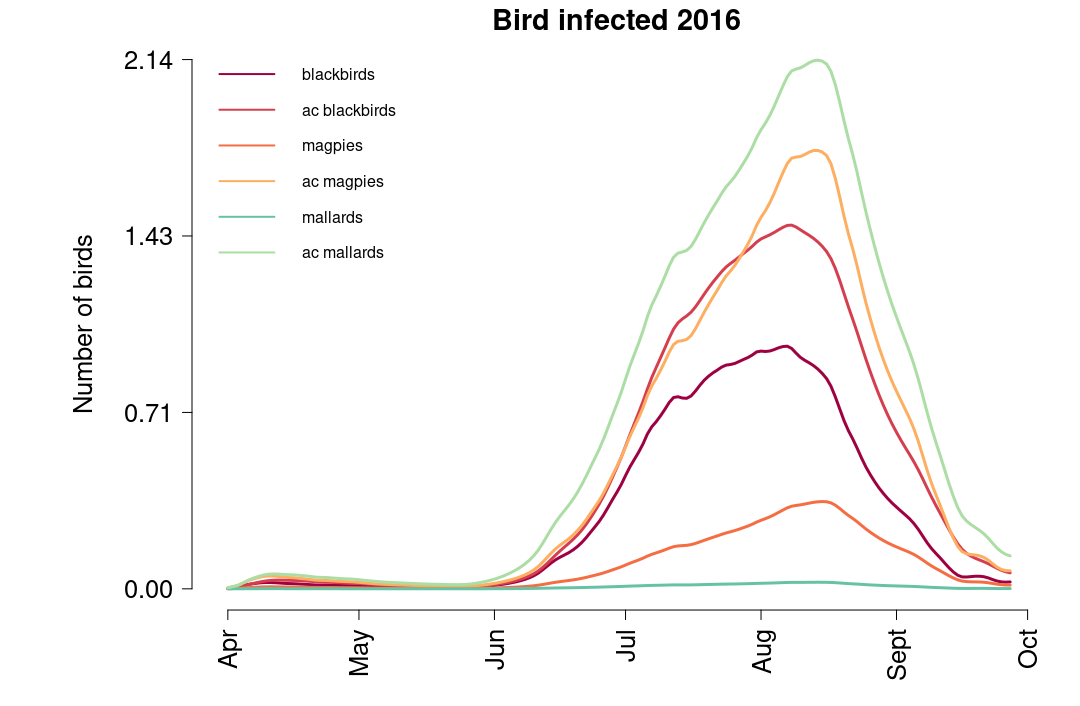 Bird infected 2016
2.14
1.43
0.71
0.00
Number of birds
blackbirds
ac blackbirds
magpies
ac magpies
mallards
ac mallards
Apr
May
Jun
Jul
Aug
Sept
Oct